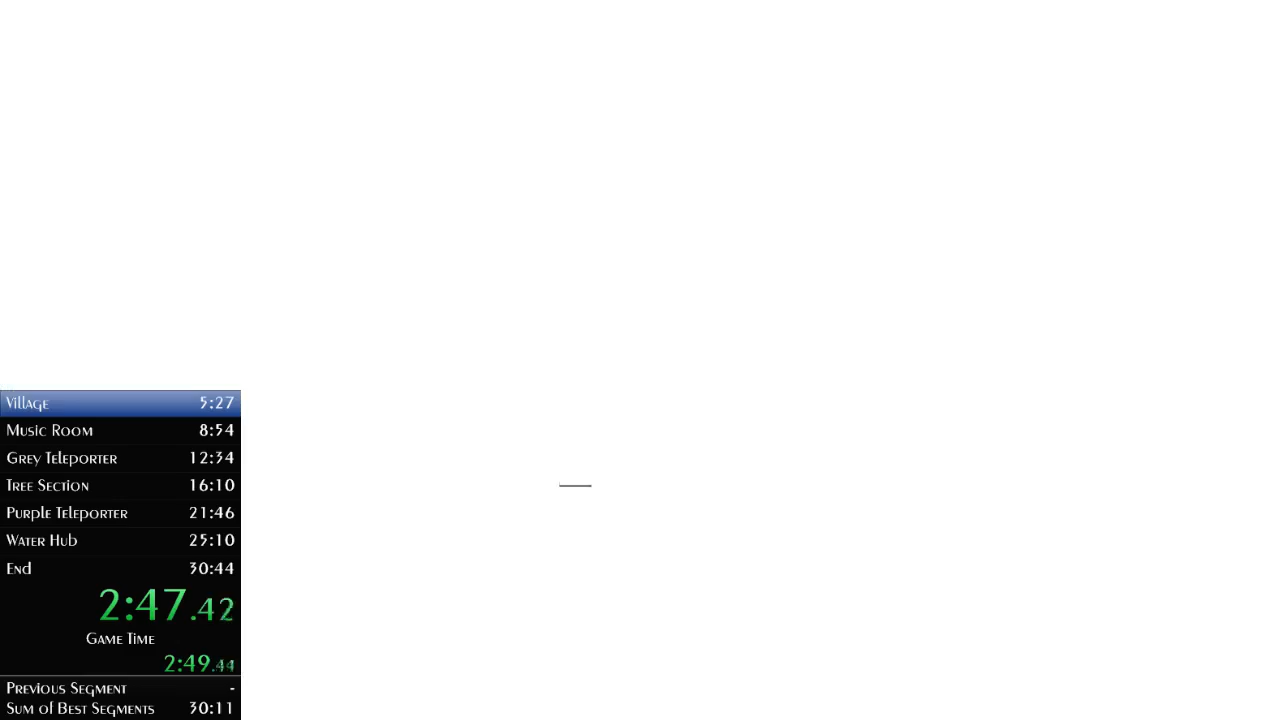 Village 5:27
Music Room 8:54
Grey Teleporter 12:34
Tree Section 16:10
Purple Teleporter 21:46
Water Hub 25:10
End 30:44
2:47.42
Game Time
2:49.44
Previous Segment -
Sum of Best Segments 30:11